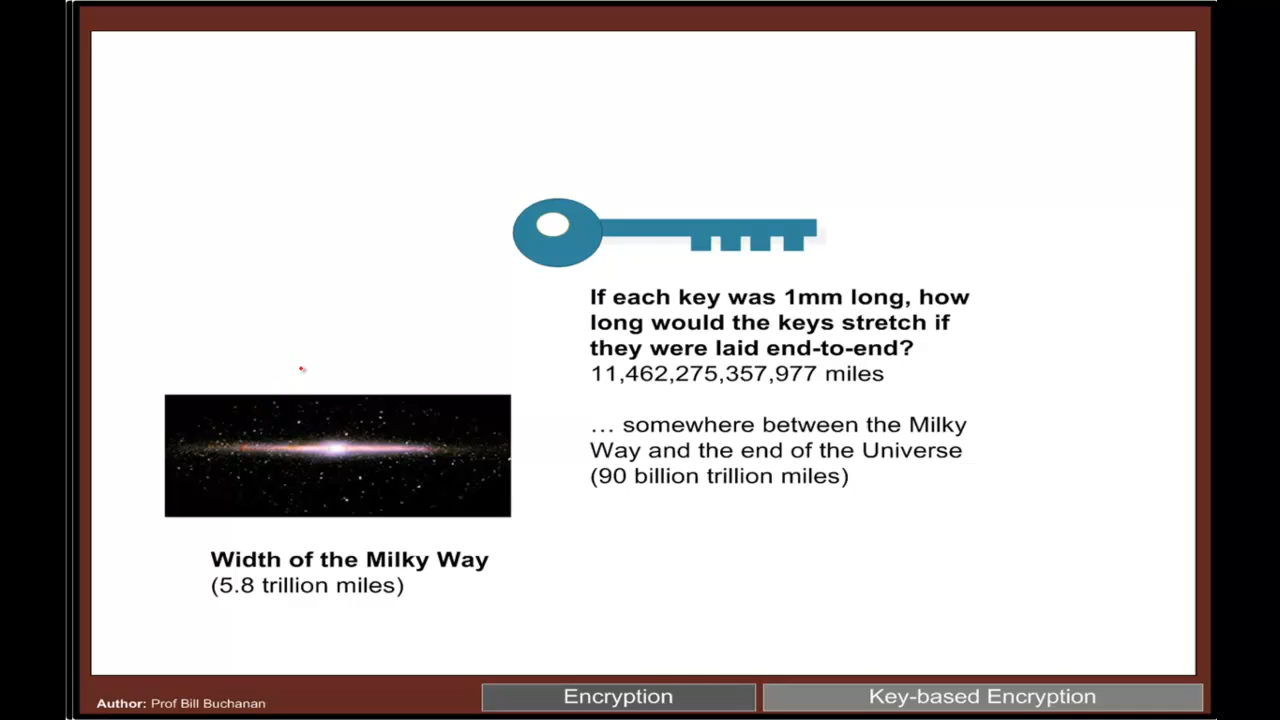 If each key was 1mm long, how
long would the keys stretch if
they were laid end-to-end?
11,462,275,357,977 miles
… somewhere between the Milky
Way and the end of the Universe
(90 billion trillion miles)
Width of the Milky Way
(5.8 trillion miles)
Author: Prof Bill Buchanan
Encryption
Key-based Encryption